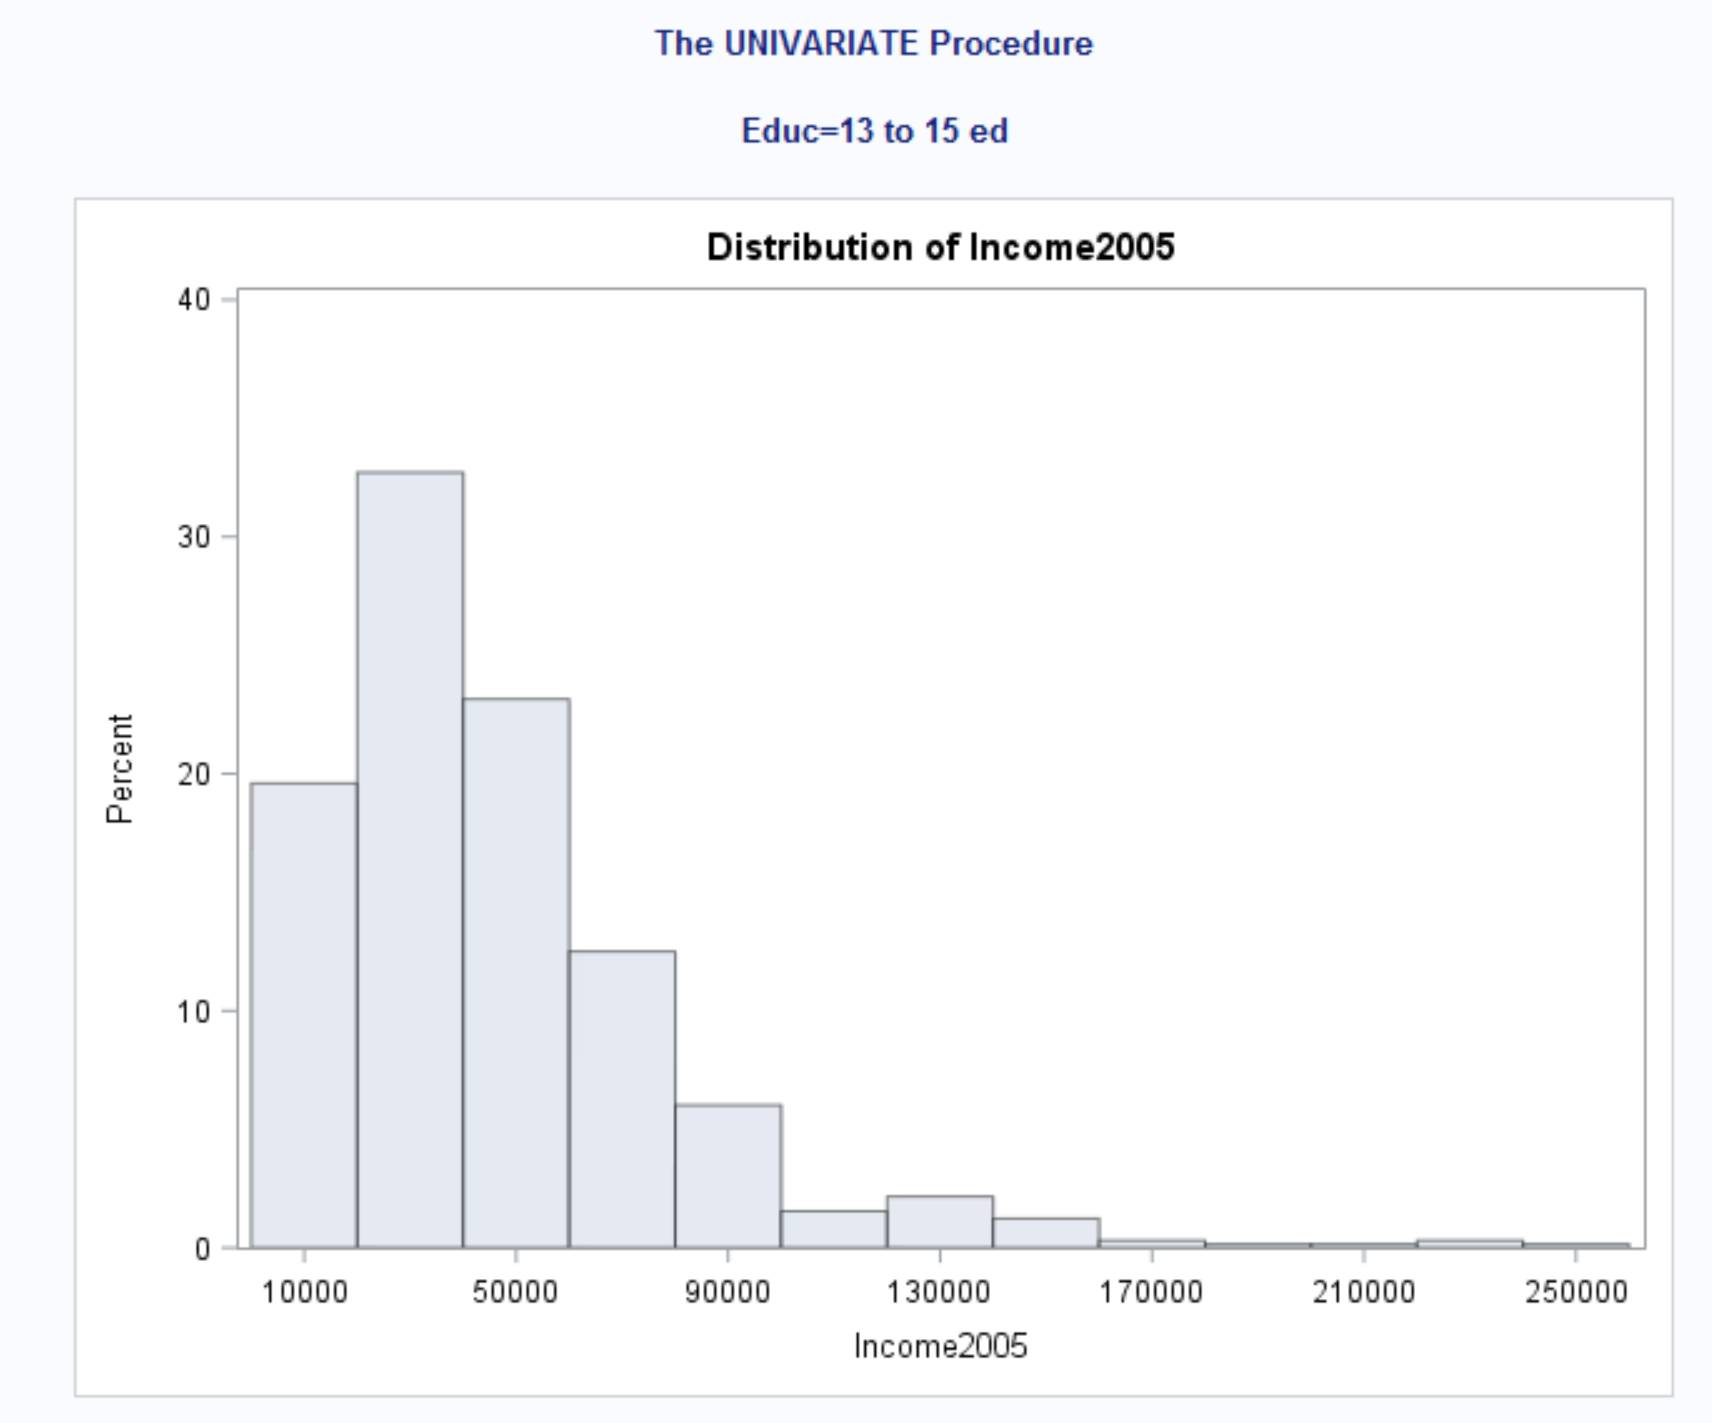 The UNIVARIATE Procedure
Educ=13 to 15 ed
Distribution of Income2005
40
30
20
10
0
Percent
10000 50000 90000 130000 170000 210000 250000
Income2005